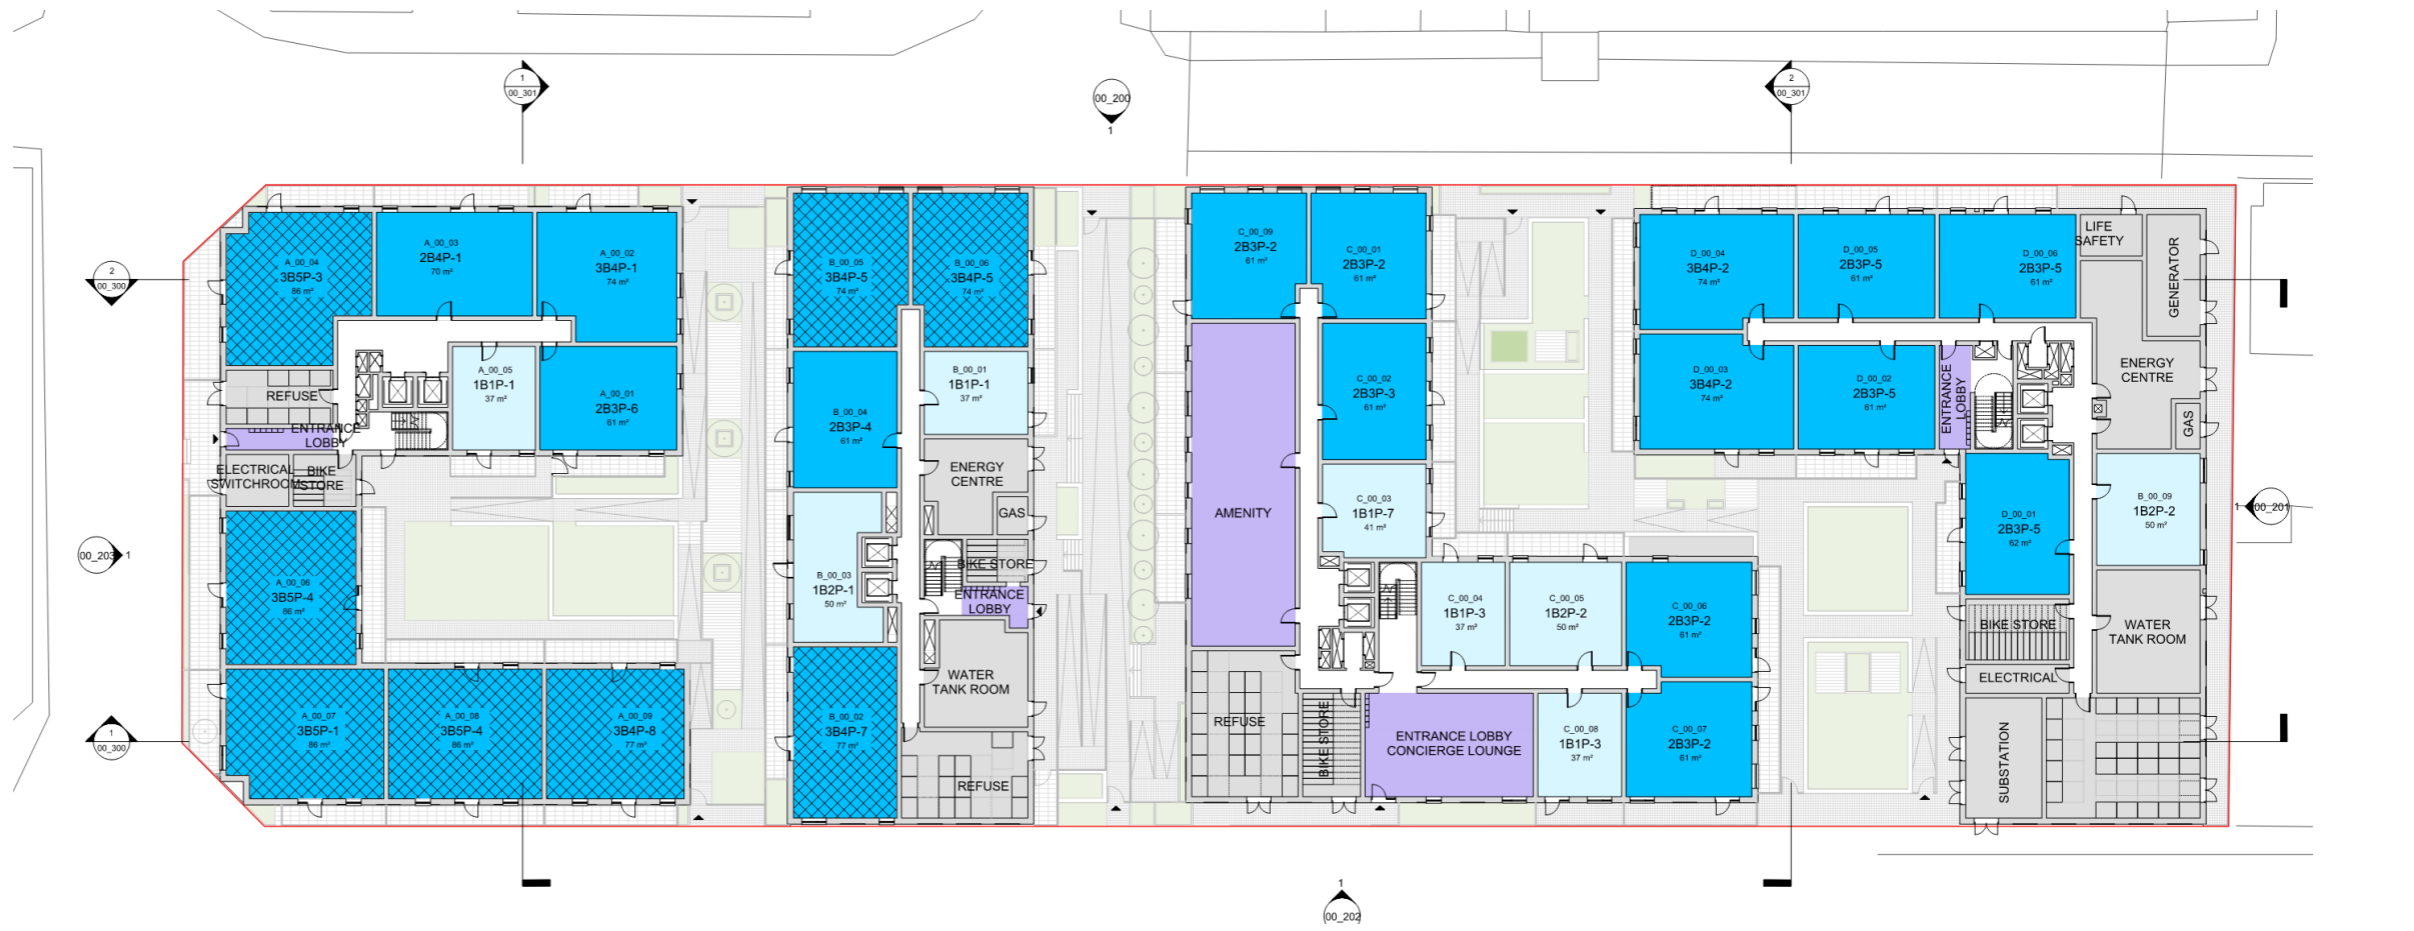 1
00_301
2
00_301
00_200
1
2
00_300
00_203
1
1
00_300
1
00_201
1
00_202
A_00_04
3B5P-3
86 m²
A_00_03
2B4P-1
70 m²
A_00_02
3B4P-1
74 m²
A_00_05
1B1P-1
37 m²
A_00_01
2B3P-6
61 m²
REFUSE
ENTRANCE
LOBBY
ELECTRICAL
SWITCHROOM
BIKE
STORE
A_00_06
3B5P-4
86 m²
A_00_07
3B5P-1
86 m²
A_00_08
3B5P-4
86 m²
A_00_09
3B4P-8
77 m²
B_00_05
3B4P-5
74 m²
B_00_06
3B4P-5
74 m²
B_00_04
2B3P-4
61 m²
B_00_01
1B1P-1
37 m²
ENERGY
CENTRE
GAS
B_00_03
1B2P-1
50 m²
BIKE STORE
ENTRANCE
LOBBY
WATER
TANK ROOM
B_00_02
3B4P-7
77 m²
REFUSE
C_00_09
2B3P-2
61 m²
C_00_01
2B3P-2
61 m²
C_00_02
2B3P-3
61 m²
AMENITY
C_00_03
1B1P-7
41 m²
C_00_04
1B1P-3
37 m²
C_00_05
1B2P-2
50 m²
C_00_06
2B3P-2
61 m²
REFUSE
BIKE STORE
ENTRANCE LOBBY
CONCIERGE LOUNGE
C_00_08
1B1P-3
37 m²
C_00_07
2B3P-2
61 m²
D_00_04
3B4P-2
74 m²
D_00_05
2B3P-5
61 m²
D_00_06
2B3P-5
61 m²
LIFE
SAFETY
GENERATOR
D_00_03
3B4P-2
74 m²
D_00_02
2B3P-5
61 m²
ENTRANCE
LOBBY
ENERGY
CENTRE
GAS
D_00_01
2B3P-5
62 m²
B_00_09
1B2P-2
50 m²
BIKE STORE
WATER
TANK ROOM
ELECTRICAL
SUBSTATION